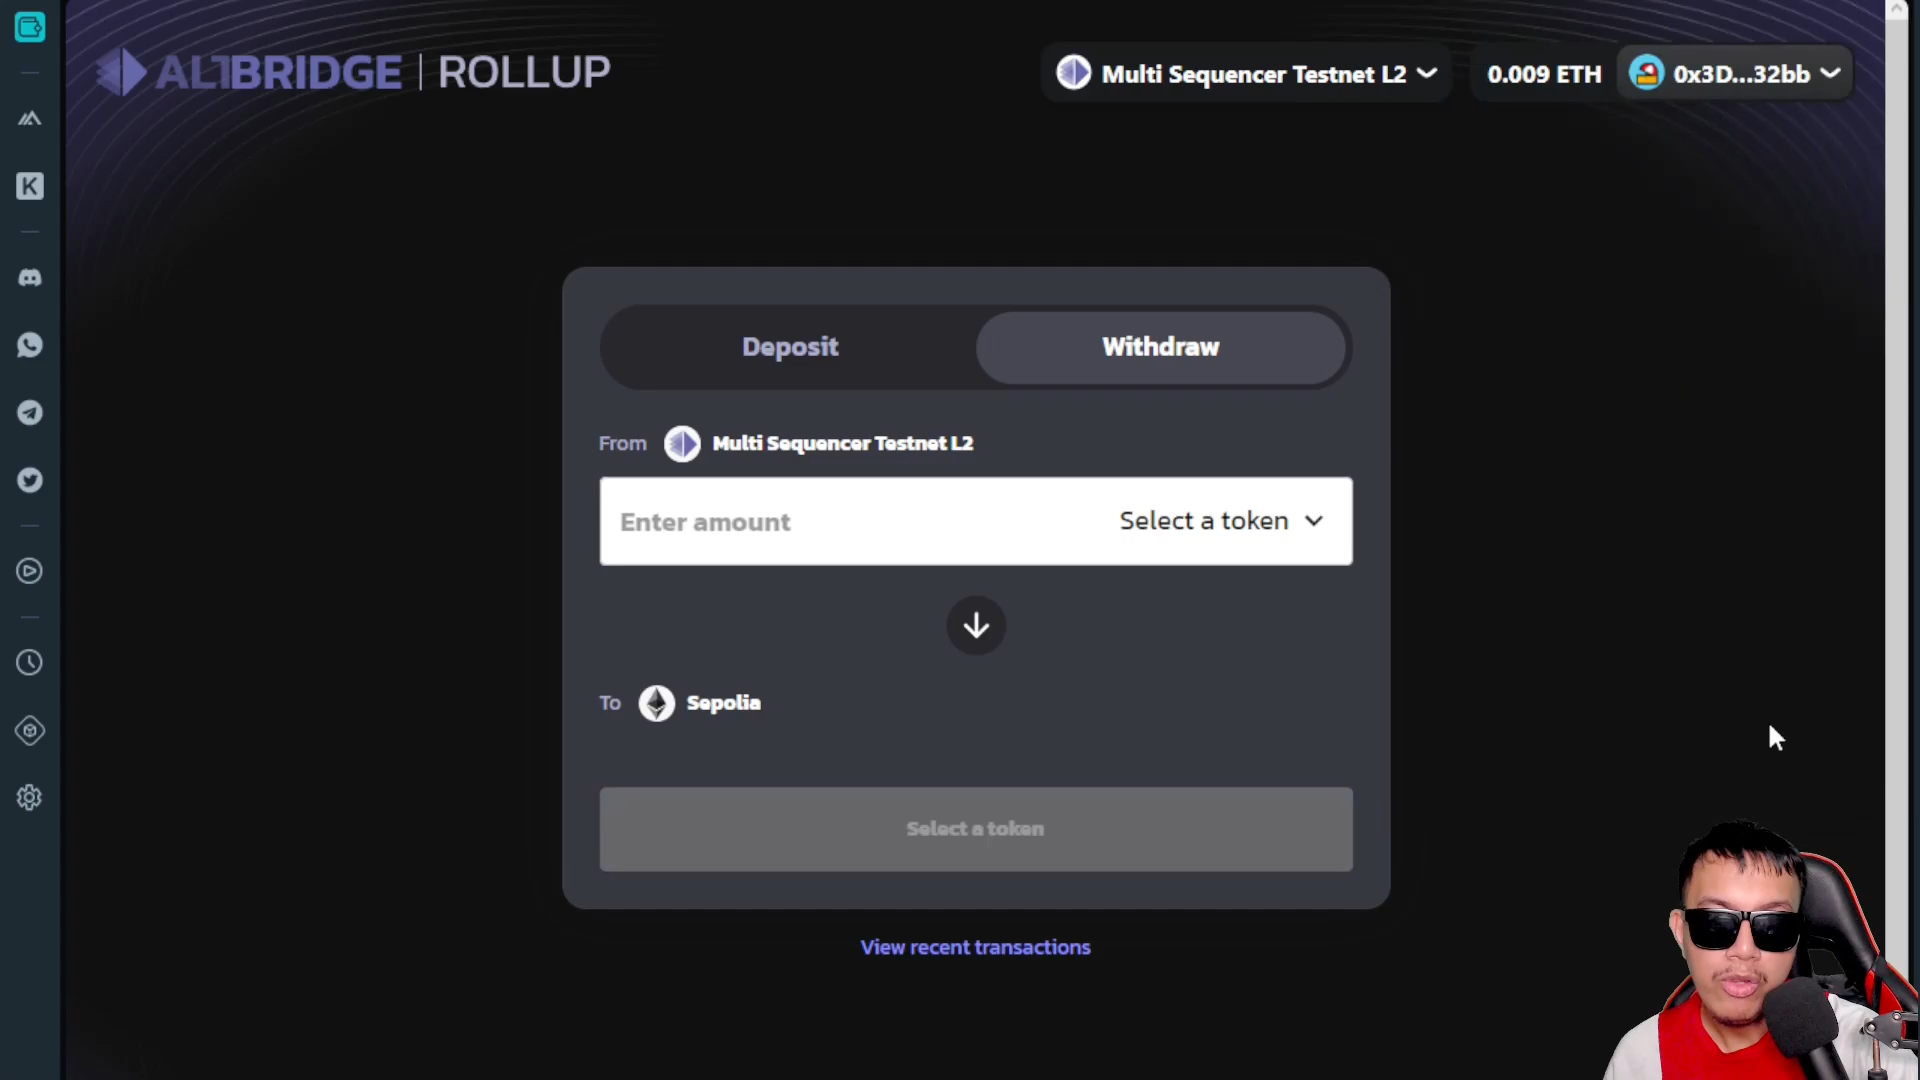 ALTBRIDGE | ROLLUP
Multi Sequencer Testnet L2
0.009 ETH
0x3D...32bb
K
Deposit
Withdraw
From
Multi Sequencer Testnet L2
Enter amount
Select a token
To
Sepolia
Select a token
View recent transactions